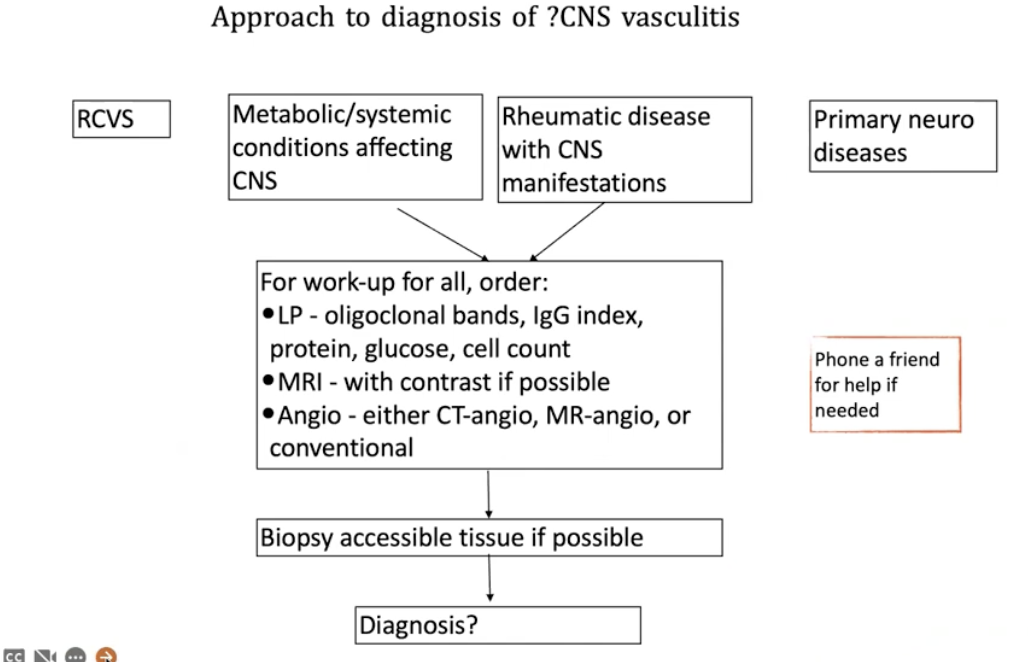 Approach to diagnosis of ?CNS vasculitis
RCVS
Metabolic/systemic
conditions affecting
CNS
Rheumatic disease
with CNS
manifestations
Primary neuro
diseases
For work-up for all, order:
●LP - oligoclonal bands, IgG index,
protein, glucose, cell count
●MRI - with contrast if possible
●Angio - either CT-angio, MR-angio, or
conventional
Phone a friend
for help if
needed
Biopsy accessible tissue if possible
Diagnosis?
CC